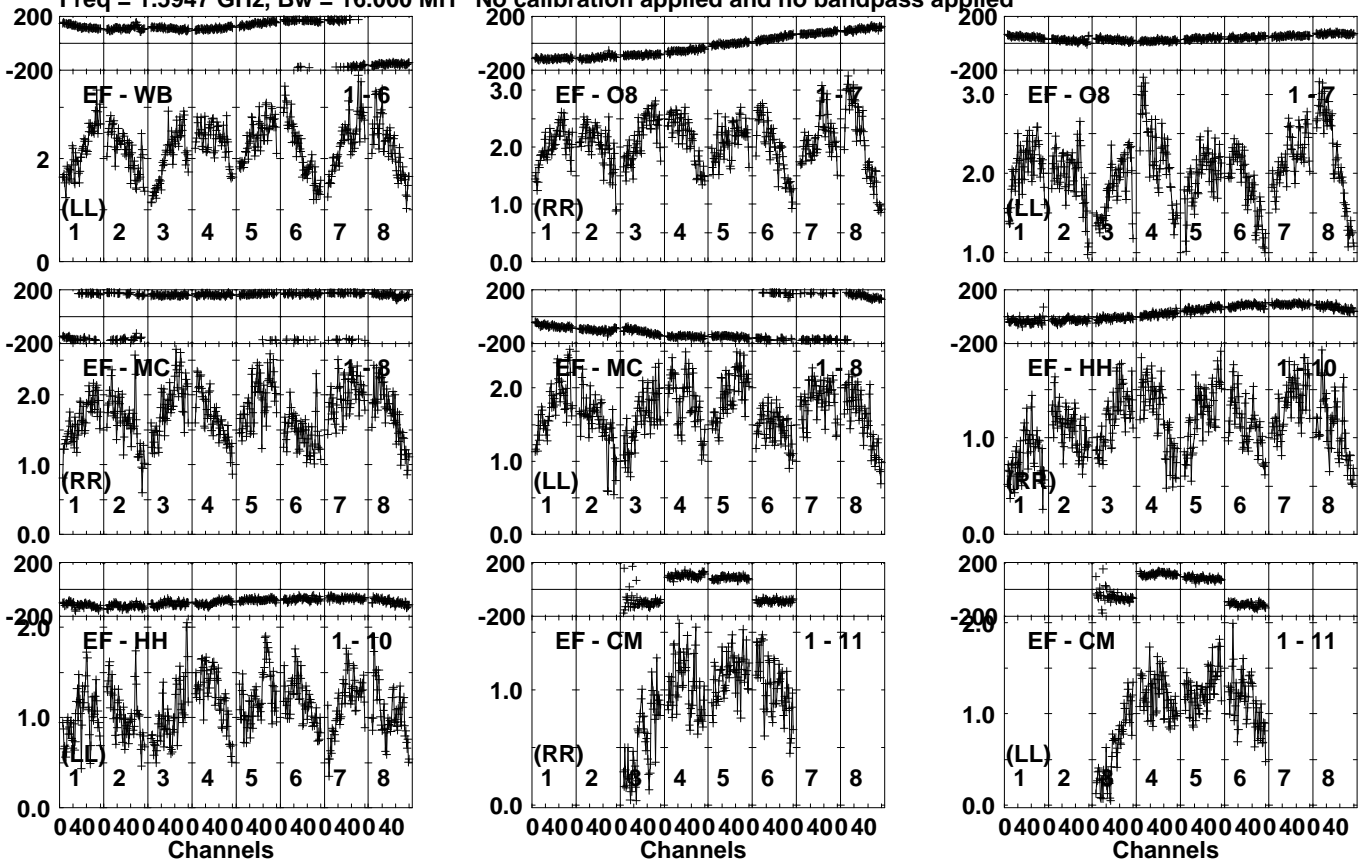 Freq = 1.5947 GHz, Bw = 16.000 MH No calibration applied and no bandpass applied
200 200 200
-200 -200 -200
EF - WB 1 - 6 3.0 EF - O8 1 - 7 3.0 EF - O8 1 - 7
2 2.0 2.0
(LL) 1.0 (RR) (LL)
1 2 3 4 5 6 7 8 1 2 3 4 5 6 7 8 1 2 3 4 5 6 7 8
0 0.0 1.0
200 200 200
-200 -200 -200
EF - MC 1 - 8 EF - MC 1 - 8 EF - HH 1 - 10
2.0 2.0
1.0 1.0 1.0
(RR) (LL) (RR)
1 2 3 4 5 6 7 8 1 2 3 4 5 6 7 8 1 2 3 4 5 6 7 8
0.0 0.0 0.0
200 200 200
-200 -200 -200
2.0 EF - HH 1 - 10 EF - CM 1 - 11 2.0 EF - CM 1 - 11
1.0 1.0 1.0
(LL) (RR) (LL)
1 2 3 4 5 6 7 8 1 2 3 4 5 6 7 8 1 2 3 4 5 6 7 8
0.0 0.0 0.0
0 40 0 40 0 40 0 40 0 40 0 40 0 40 0 40 0 40 0 40 0 40 0 40 0 40 0 40 0 40 0 40 0 40 0 40 0 40 0 40 0 40 0 40 0 40 0 40
Channels Channels Channels